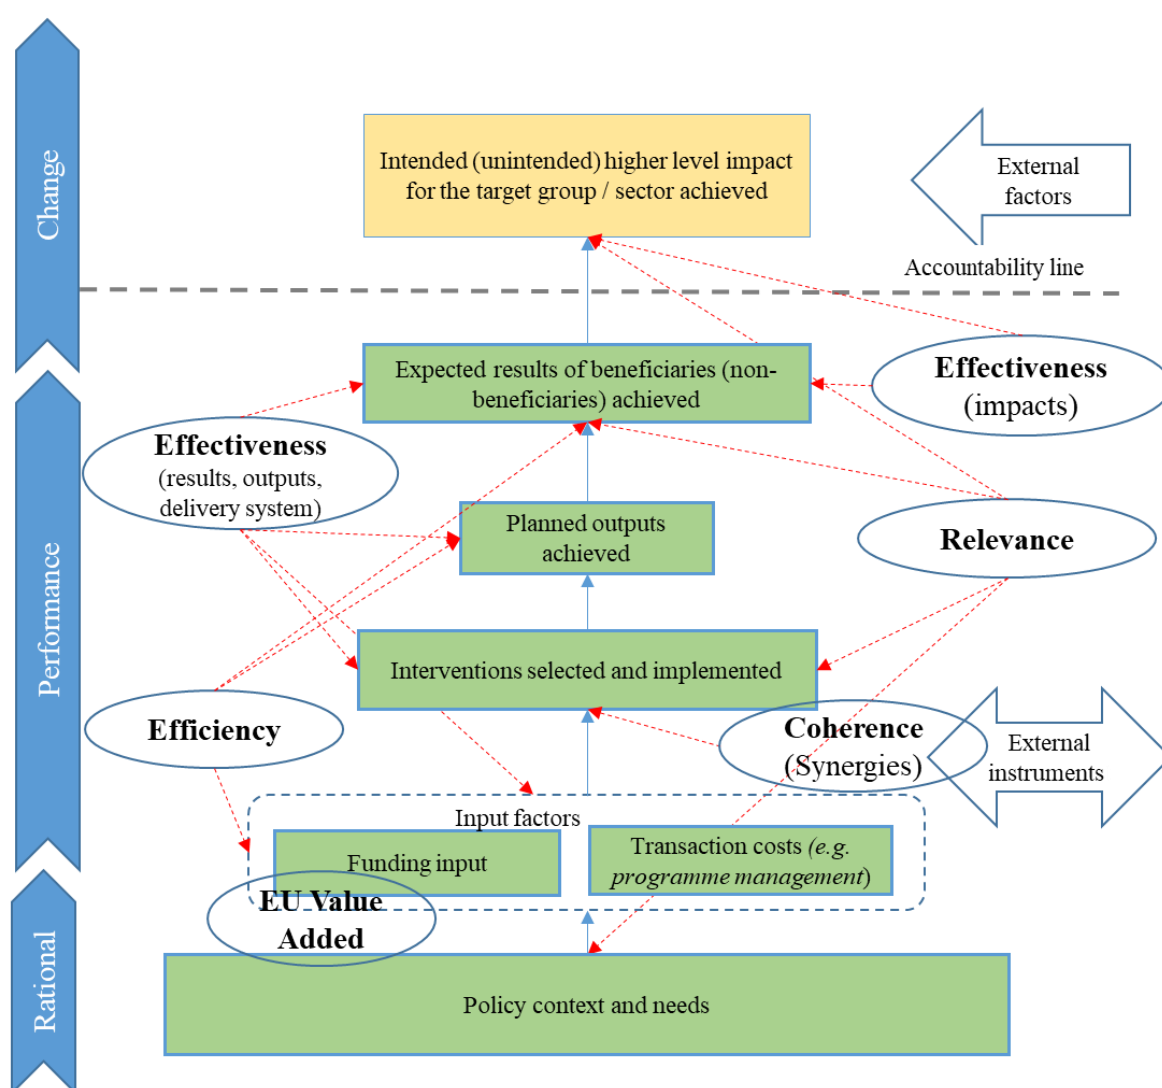 Change
Intended (unintended) higher level impact
for the target group / sector achieved
External
factors
Accountability line
Performance
Expected results of beneficiaries (non-
beneficiaries) achieved
Effectiveness
(impacts)
Effectiveness
(results, outputs,
delivery system)
Planned outputs
achieved
Relevance
Interventions selected and implemented
Efficiency
Coherence
(Synergies)
External
instruments
Input factors
Funding input
Transaction costs (e.g.
programme management)
EU Value
Added
Rational
Policy context and needs